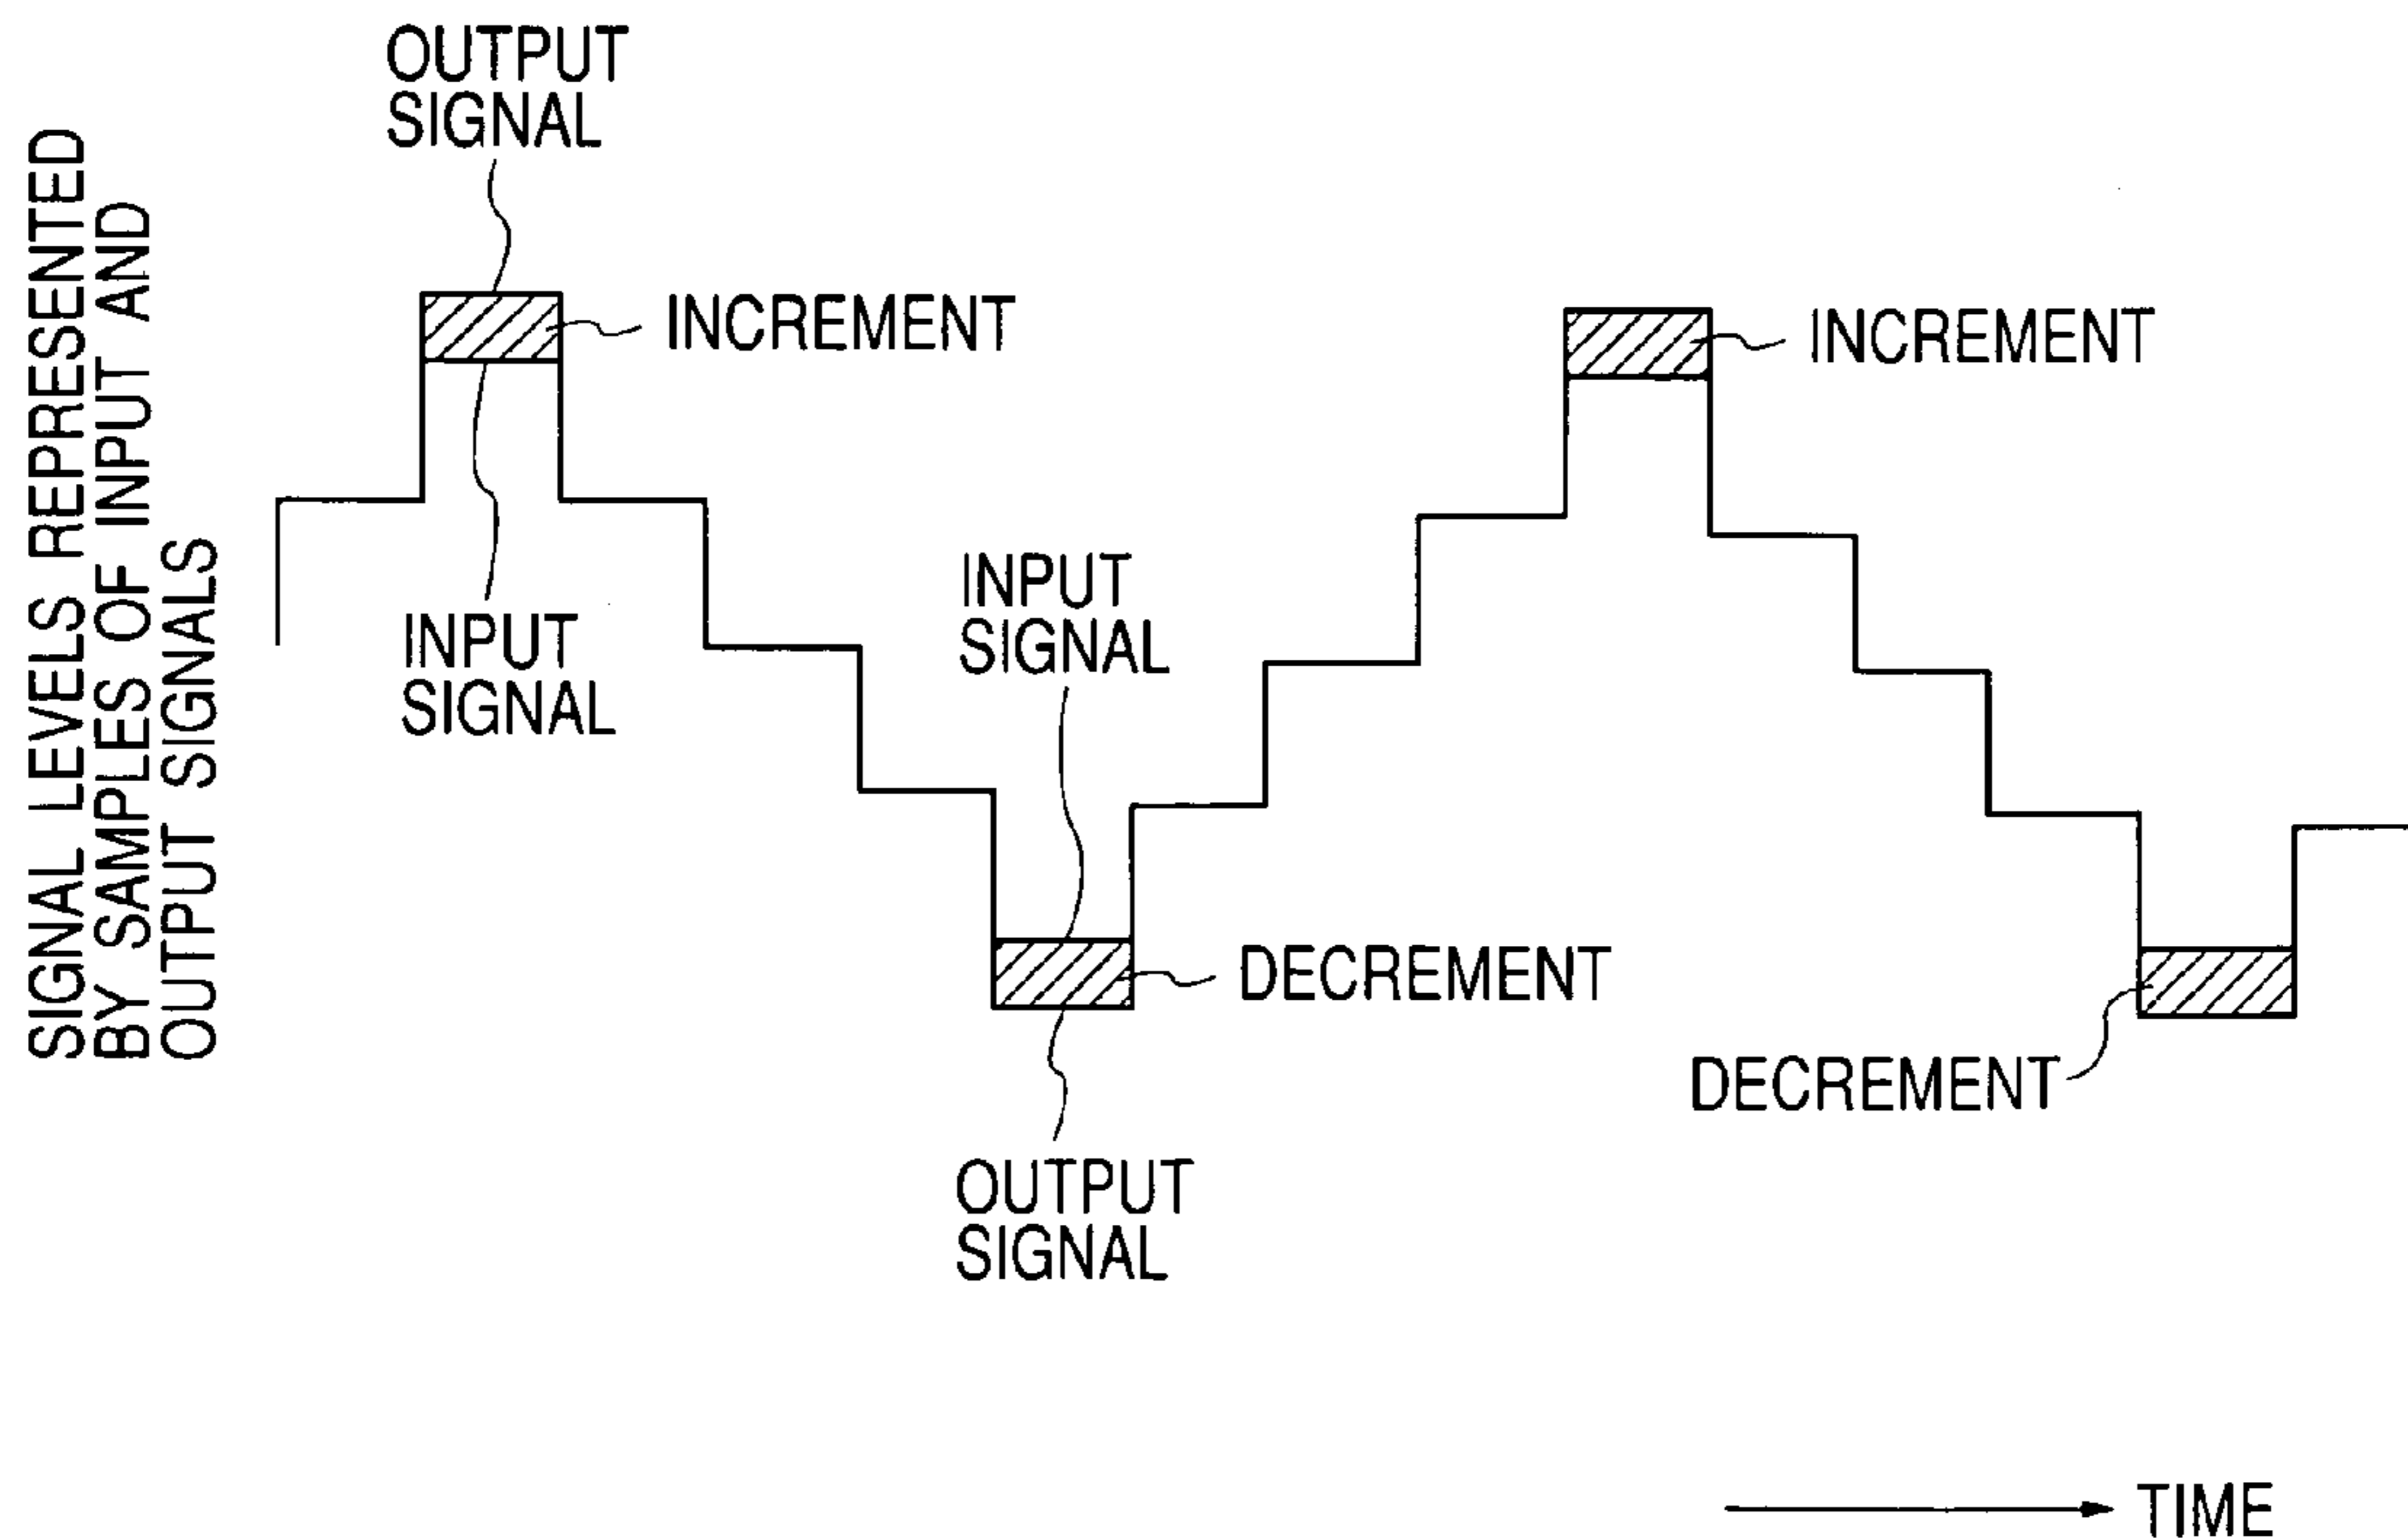 SIGNAL LEVELS REPRESENTED
BY SAMPLES OF INPUT AND
OUTPUT SIGNALS
OUTPUT
SIGNAL
INCREMENT
INPUT
SIGNAL
INPUT
SIGNAL
DECREMENT
OUTPUT
SIGNAL
INCREMENT
DECREMENT
TIME